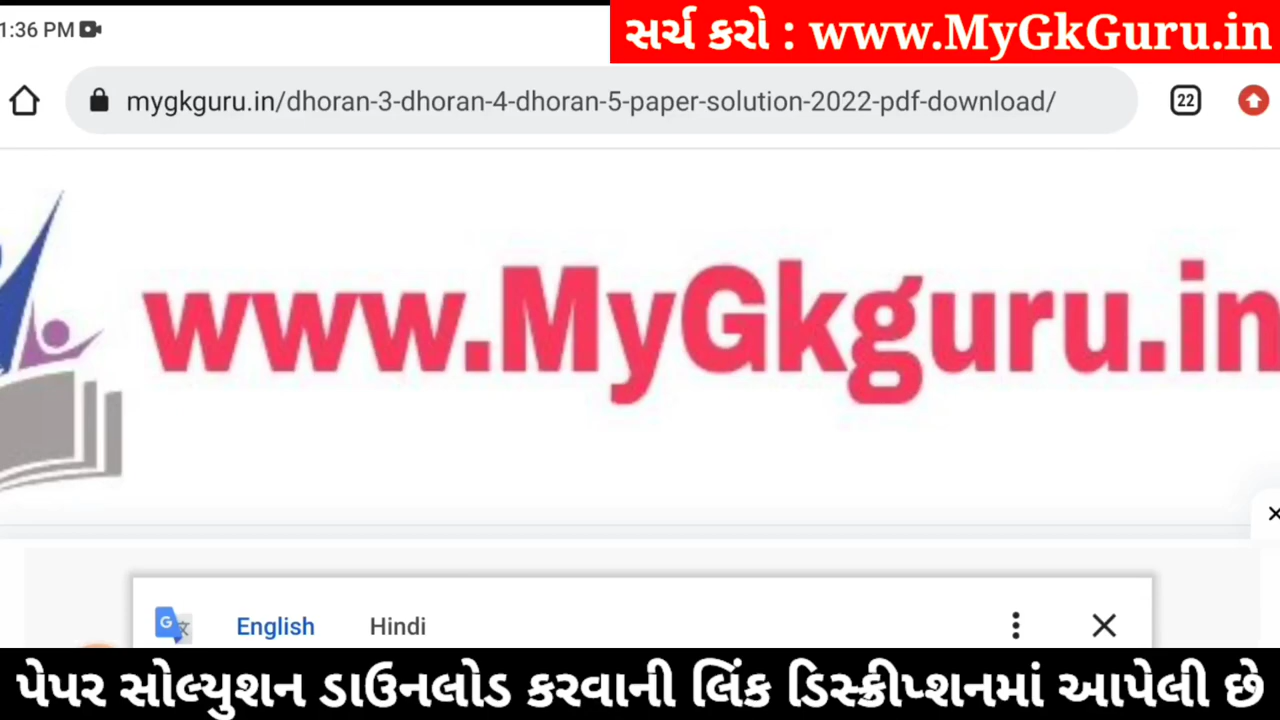 1:36 PM
સર્ચ કરો : www.MyGkGuru.in
mygkguru.in/dhoran-3-dhoran-4-dhoran-5-paper-solution-2022-pdf-download/
22
www.MyGkguru.in
English Hindi
પેપર સોલ્યુશન ડાઉનલોડ કરવાની લિંક ડિસ્ક્રીપ્શનમાં આપેલી છે